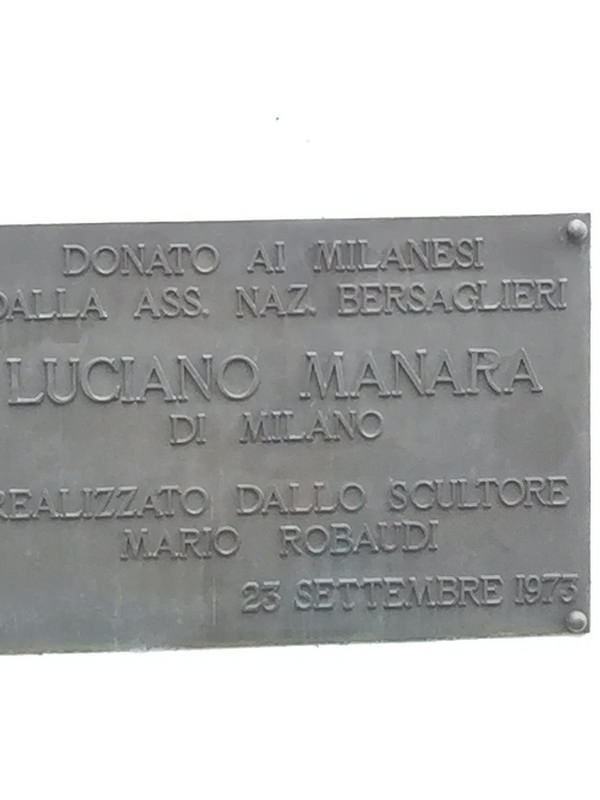 DONATO AI MILANESI
DALLA ASS. NAZ. BERSAGLIERI
LUCIANO MANARA
DI MILANO
REALIZZATO DALLO SCULTORE
MARIO ROBAUDI
23 SETTEMBRE 1973